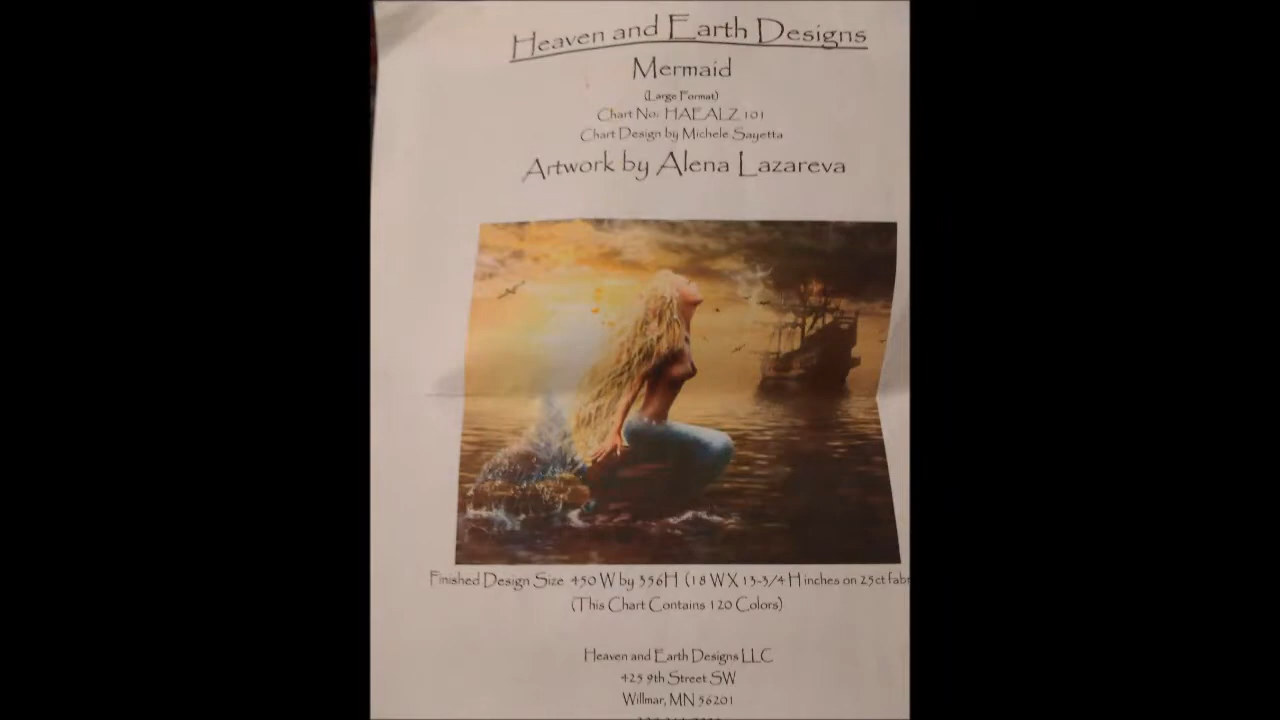 Heaven and Earth Designs
Mermaid
(Large Format)
Chart No: HAEALZ 101
Chart Design by Michele Sayetta
Artwork by Alena Lazareva
Finished Design Size 450 W by 356H (18 W X 13-3/4 H inches on 25ct fabr
(This Chart Contains 120 Colors)
Heaven and Earth Designs LLC
425 9th Street SW
Willmar, MN 56201